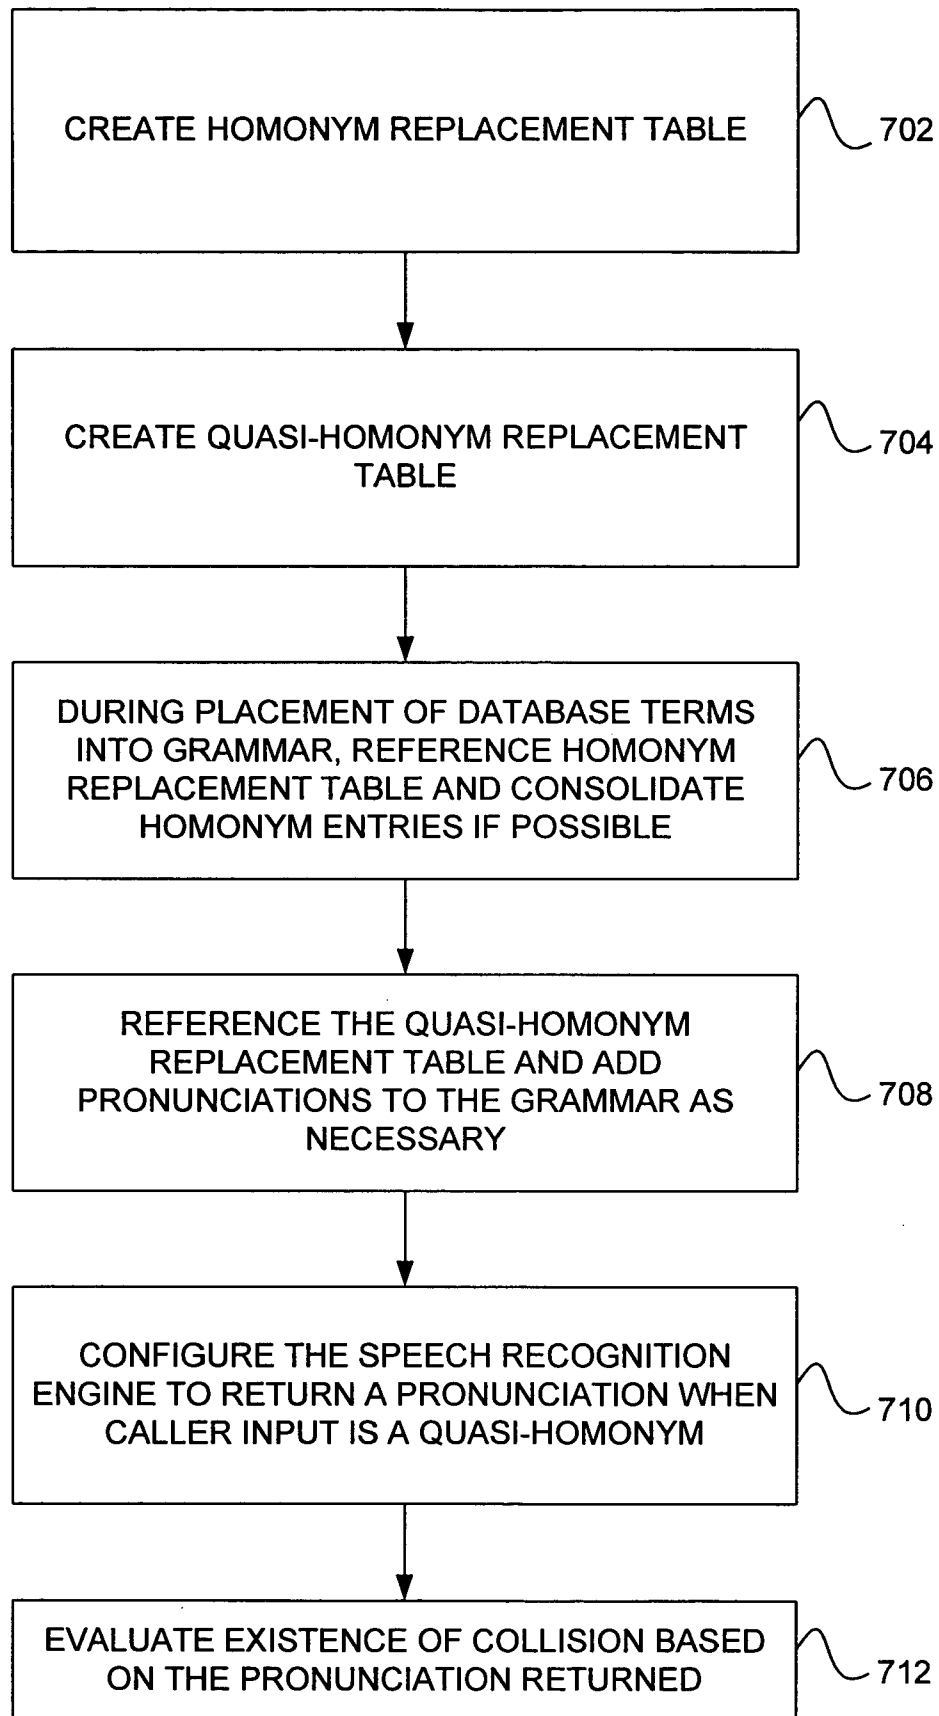 CREATE HOMONYM REPLACEMENT TABLE
702
CREATE QUASI-HOMONYM REPLACEMENT
TABLE
704
DURING PLACEMENT OF DATABASE TERMS
INTO GRAMMAR, REFERENCE HOMONYM
REPLACEMENT TABLE AND CONSOLIDATE
HOMONYM ENTRIES IF POSSIBLE
706
REFERENCE THE QUASI-HOMONYM
REPLACEMENT TABLE AND ADD
PRONUNCIATIONS TO THE GRAMMAR AS
NECESSARY
708
CONFIGURE THE SPEECH RECOGNITION
ENGINE TO RETURN A PRONUNCIATION WHEN
CALLER INPUT IS A QUASI-HOMONYM
710
EVALUATE EXISTENCE OF COLLISION BASED
ON THE PRONUNCIATION RETURNED
712